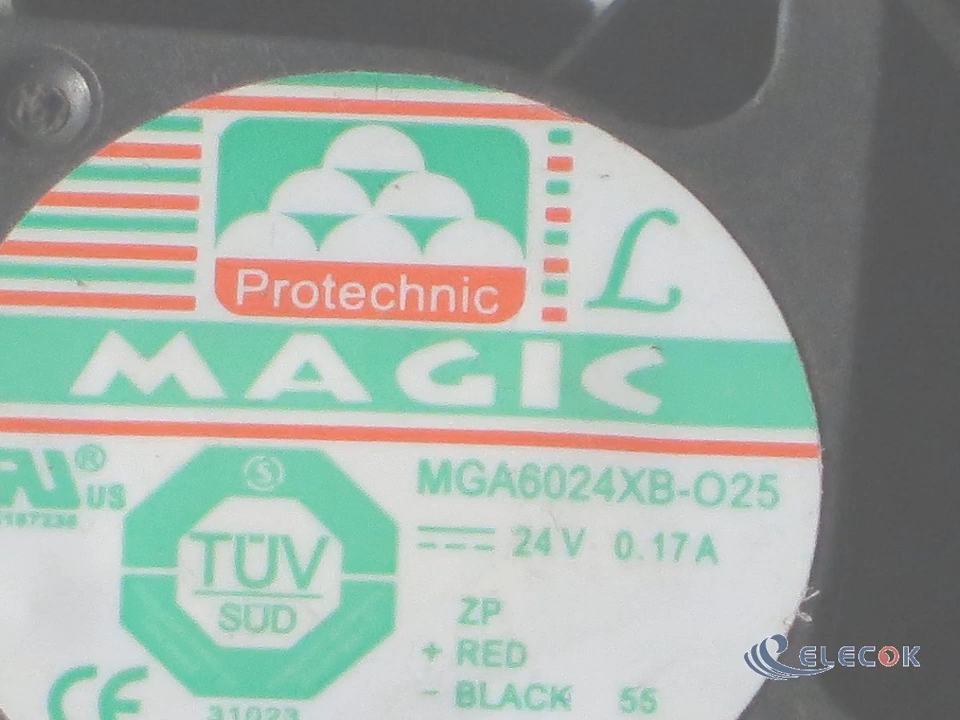 Protechnic
L
MAGIC
® US
MGA6024XB-O25
TÜV
SÜD
24V 0.17A
ZP
+ RED
- BLACK 55
CE
31023
ELECOK